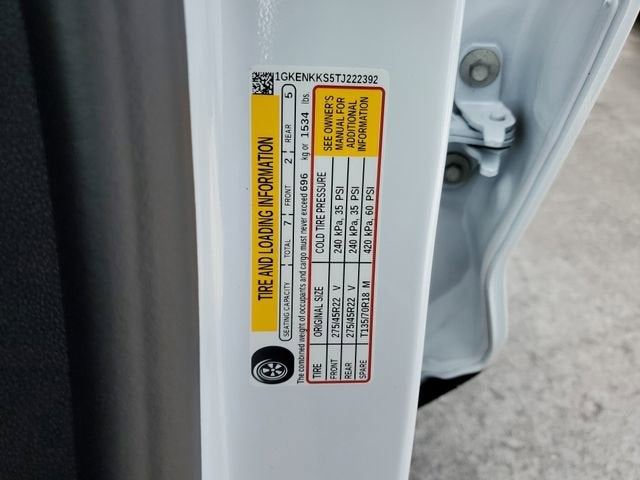 1GKENKKS5TJ222392
TIRE AND LOADING INFORMATION
SEATING CAPACITY TOTAL 7 FRONT 2 REAR 5
The combined weight of occupants and cargo must never exceed 696 kg or 1534 lbs.
TIRE ORIGINAL SIZE COLD TIRE PRESSURE
FRONT 275/45R22 V 240 kPa, 35 PSI
REAR 275/45R22 V 240 kPa, 35 PSI
SPARE T135/70R18 M 420 kPa, 60 PSI
SEE OWNER'S
MANUAL FOR
ADDITIONAL
INFORMATION